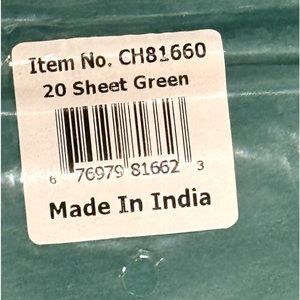 Item No. CH81660
20 Sheet Green
6 76979 81662 3
Made In India